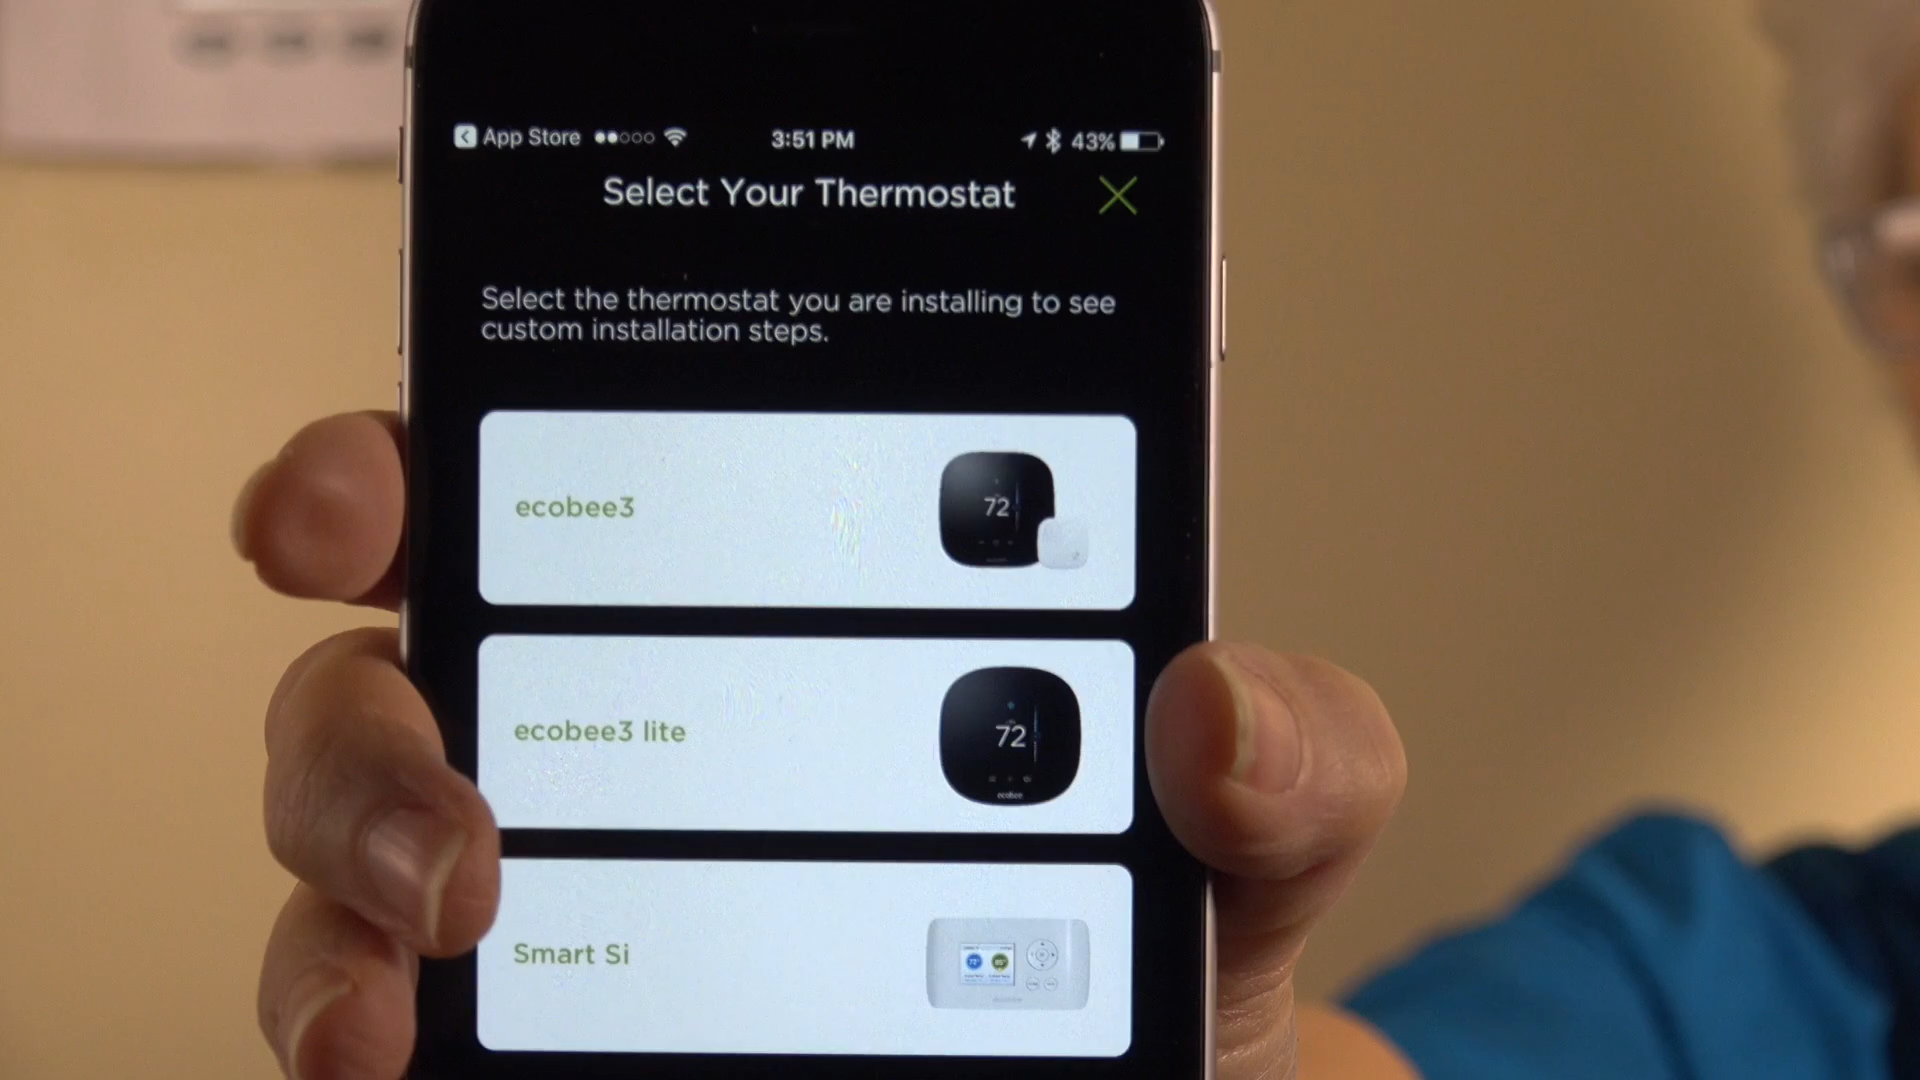 App Store 3:51 PM 43%
Select Your Thermostat
Select the thermostat you are installing to see
custom installation steps.
ecobee3
72
ecobee3 lite
72
ecobee
Smart Si